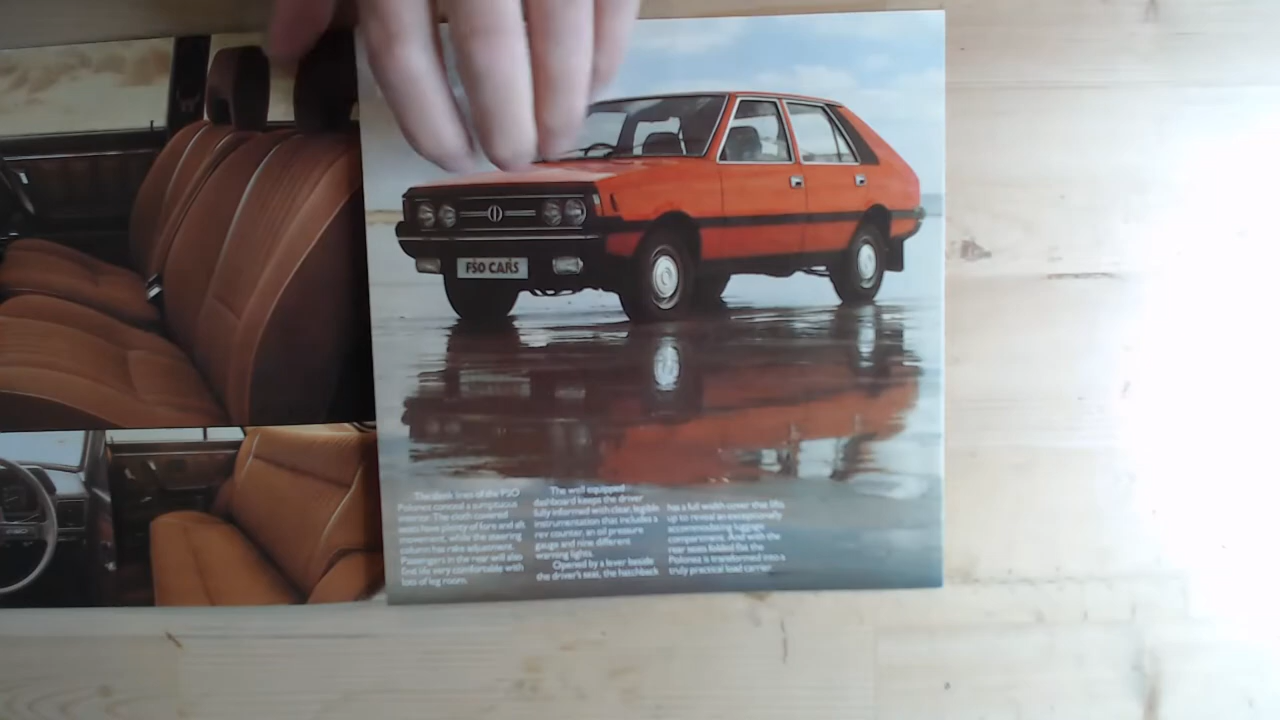 FSO CARS
The sleek lines of the FSO
Polonez conceal a sumptuous
interior. The cloth covered
seats have plenty of fore and aft
movement, while the steering
column has rake adjustment.
Passengers in the rear will also
find life very comfortable with
lots of leg room.
The well equipped
dashboard keeps the driver
fully informed with clear, legible
instrumentation that includes a
rev counter, an oil pressure
gauge and nine different
warning lights.
Opened by a lever beside
the driver's seat, the hatchback
has a full width cover that lifts
up to reveal an exceptionally
accommodating luggage
compartment. And with the
rear seats folded flat the
Polonez is transformed into a
truly practical load carrier.